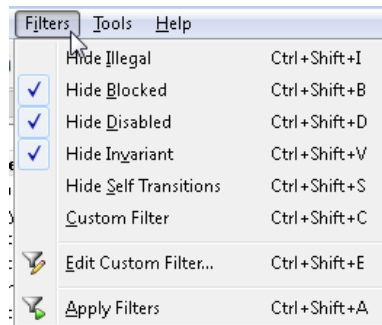 Filters Tools Help
Hide Illegal Ctrl+Shift+I
Hide Blocked Ctrl+Shift+B
Hide Disabled Ctrl+Shift+D
Hide Invariant Ctrl+Shift+V
Hide Self Transitions Ctrl+Shift+S
Custom Filter Ctrl+Shift+C
Edit Custom Filter... Ctrl+Shift+E
Apply Filters Ctrl+Shift+A